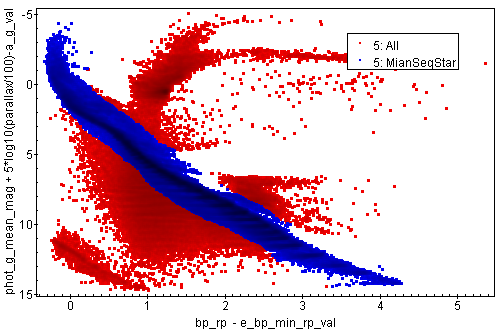 -5
0
5
10
15
phot_g_mean_mag + 5*log10(parallax/100)-a_g_val
5: All
5: MianSeqStar
0 1 2 3 4 5
bp_rp - e_bp_min_rp_val